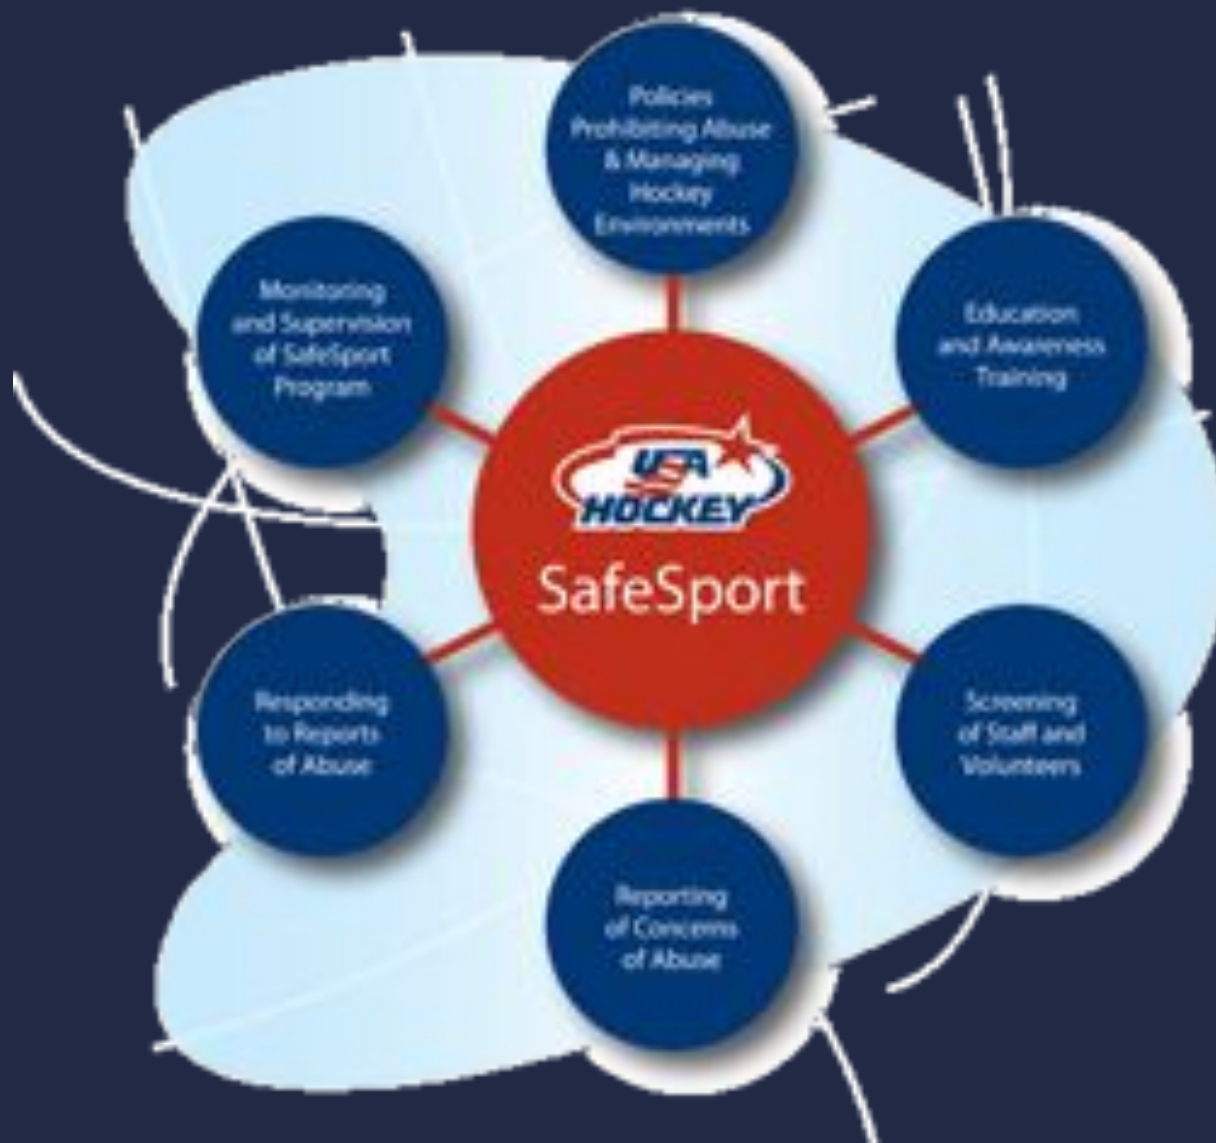 Policies
Prohibiting Abuse
& Managing
Hockey
Environments
Education
and Awareness
Training
Screening
of Staff and
Volunteers
Reporting
of Concerns
of Abuse
Responding
to Reports
of Abuse
Monitoring
and Supervision
of SafeSport
Program
USA
HOCKEY
SafeSport